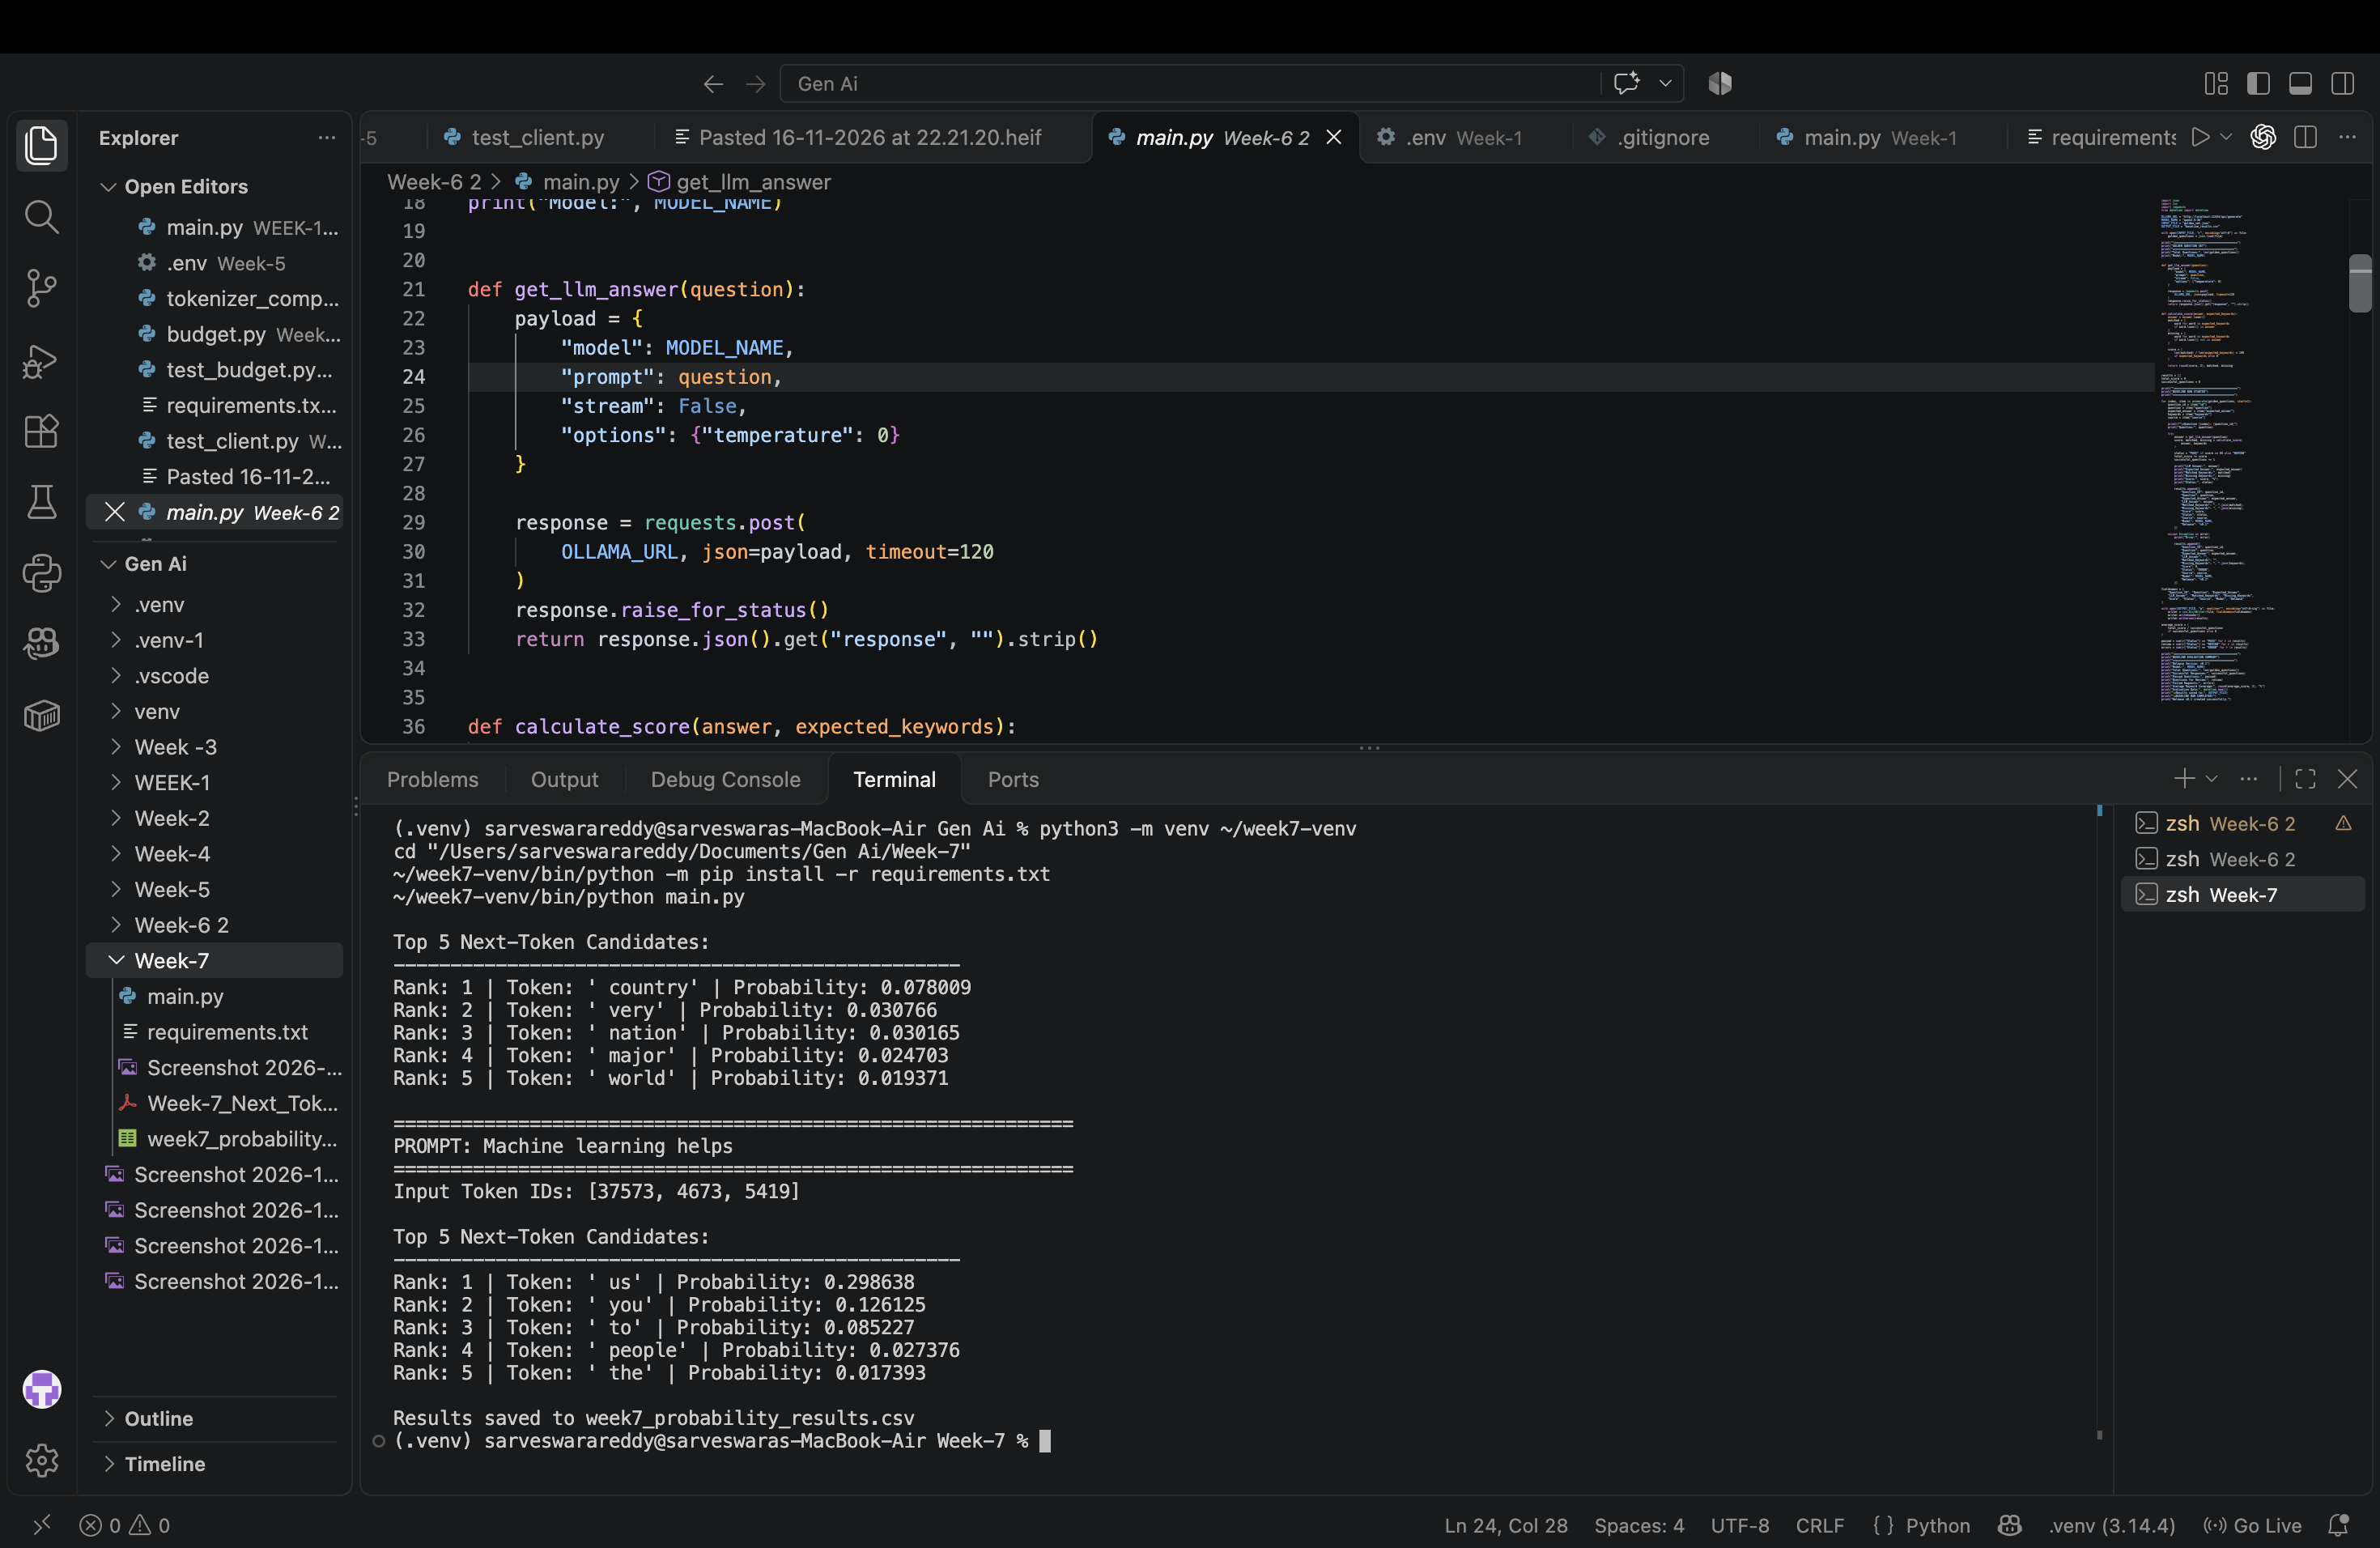 Gen Ai
Explorer
Open Editors
main.py WEEK-1...
.env Week-5
tokenizer_comp...
budget.py Week...
test_budget.py...
requirements.tx...
test_client.py W...
Pasted 16-11-2...
main.py Week-6 2
Gen Ai
.venv
.venv-1
.vscode
venv
Week -3
WEEK-1
Week-2
Week-4
Week-5
Week-6 2
Week-7
main.py
requirements.txt
Screenshot 2026-...
Week-7_Next_Tok...
week7_probability...
Screenshot 2026-1...
Screenshot 2026-1...
Screenshot 2026-1...
Screenshot 2026-1...
Outline
Timeline
-5 test_client.py Pasted 16-11-2026 at 22.21.20.heif main.py Week-6 2 .env Week-1 .gitignore main.py Week-1 requirements
Week-6 2 > main.py > get_llm_answer
18 print("Model:", MODEL_NAME)
19
20
21 def get_llm_answer(question):
22 payload = {
23 "model": MODEL_NAME,
24 "prompt": question,
25 "stream": False,
26 "options": {"temperature": 0}
27 }
28
29 response = requests.post(
30 OLLAMA_URL, json=payload, timeout=120
31 )
32 response.raise_for_status()
33 return response.json().get("response", "").strip()
34
35
36 def calculate_score(answer, expected_keywords):
Problems Output Debug Console Terminal Ports
(.venv) sarveswarareddy@sarveswaras-MacBook-Air Gen Ai % python3 -m venv ~/week7-venv
cd "/Users/sarveswarareddy/Documents/Gen Ai/Week-7"
~/week7-venv/bin/python -m pip install -r requirements.txt
~/week7-venv/bin/python main.py
Top 5 Next-Token Candidates:
--------------------------------------------------
Rank: 1 | Token: ' country' | Probability: 0.078009
Rank: 2 | Token: ' very' | Probability: 0.030766
Rank: 3 | Token: ' nation' | Probability: 0.030165
Rank: 4 | Token: ' major' | Probability: 0.024703
Rank: 5 | Token: ' world' | Probability: 0.019371
============================================================
PROMPT: Machine learning helps
============================================================
Input Token IDs: [37573, 4673, 5419]
Top 5 Next-Token Candidates:
--------------------------------------------------
Rank: 1 | Token: ' us' | Probability: 0.298638
Rank: 2 | Token: ' you' | Probability: 0.126125
Rank: 3 | Token: ' to' | Probability: 0.085227
Rank: 4 | Token: ' people' | Probability: 0.027376
Rank: 5 | Token: ' the' | Probability: 0.017393
Results saved to week7_probability_results.csv
(.venv) sarveswarareddy@sarveswaras-MacBook-Air Week-7 %
zsh Week-6 2
zsh Week-6 2
zsh Week-7
0 0 Ln 24, Col 28 Spaces: 4 UTF-8 CRLF { } Python .venv (3.14.4) Go Live